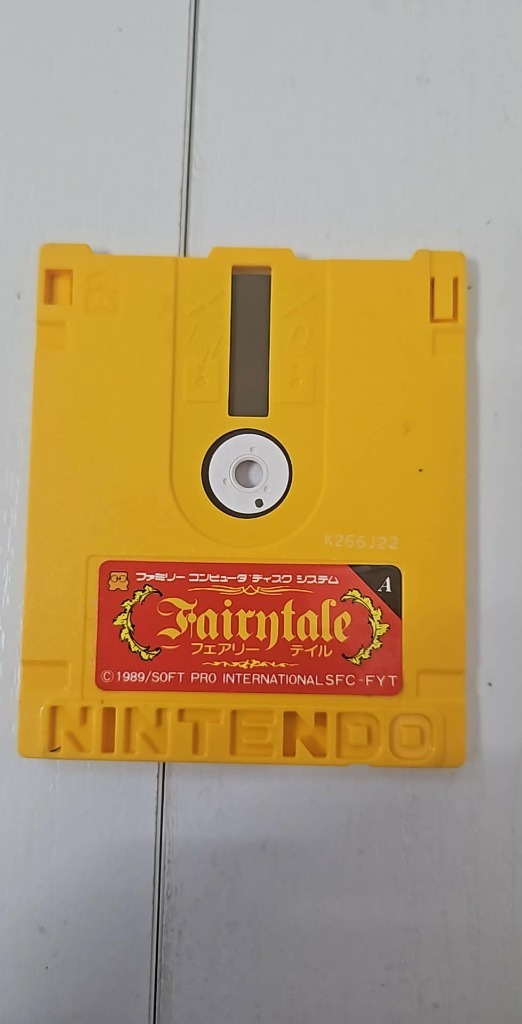 K266J22
ファミリー コンピュータ ディスク システム
A
Fairytale
フェアリー テイル
©1989/SOFT PRO INTERNATIONAL SFC-FYT
NINTENDO